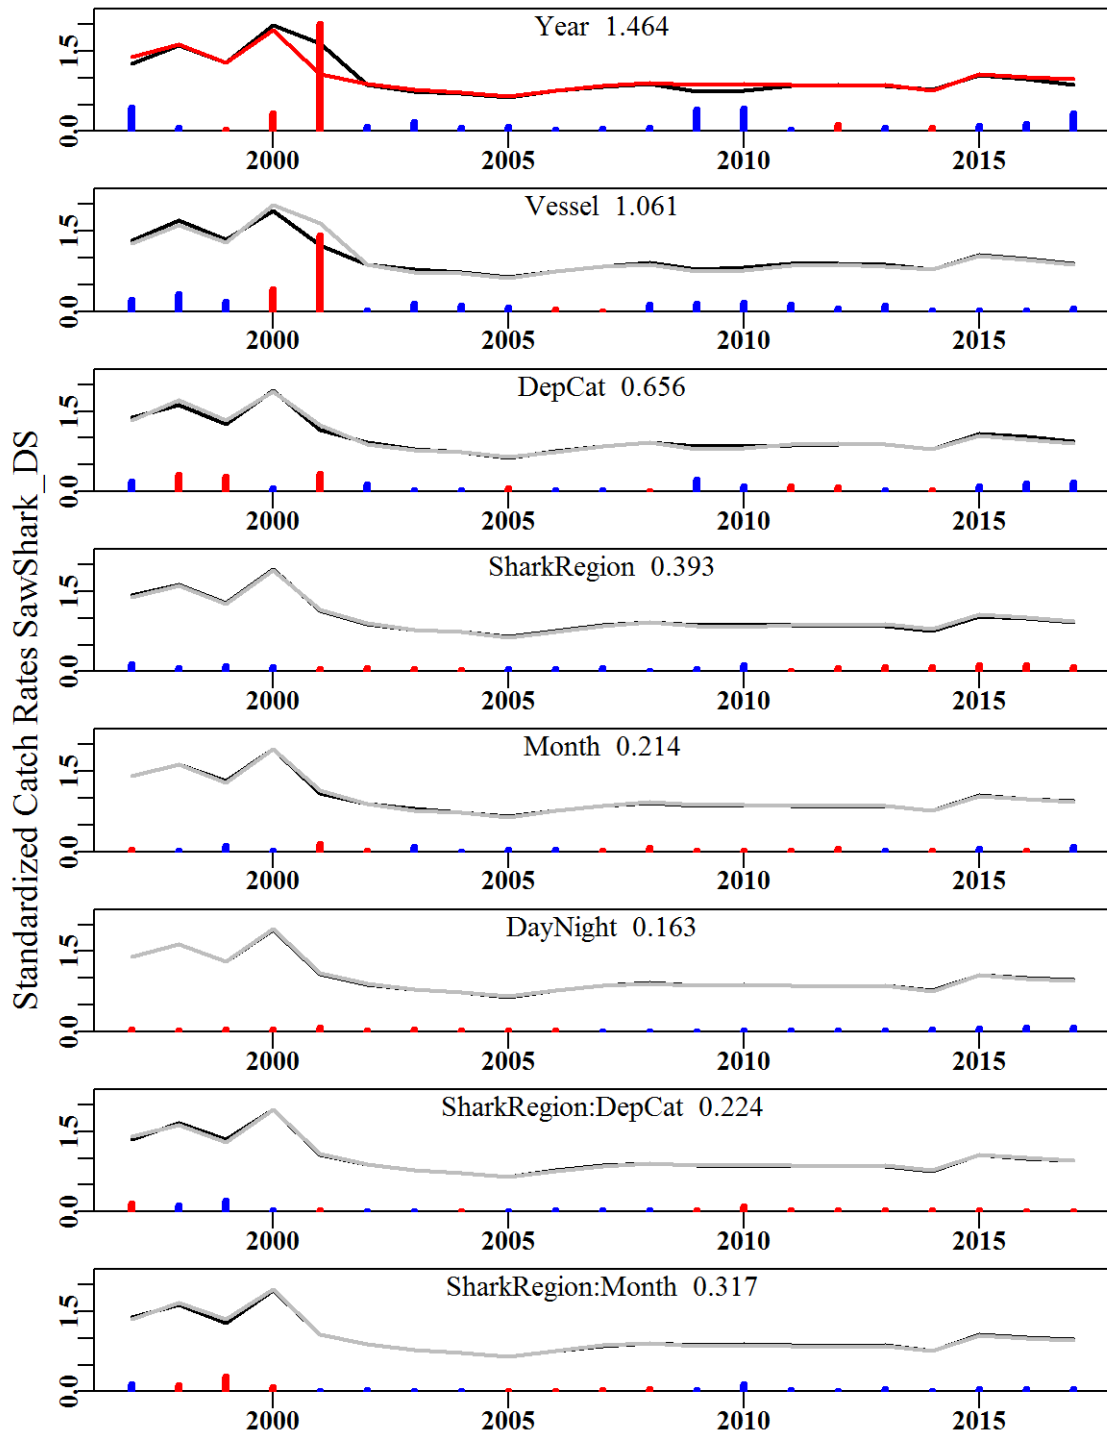 Standardized Catch Rates SawShark_DS
Year 1.464
0.0 1.5
2000 2005 2010 2015
Vessel 1.061
0.0 1.5
2000 2005 2010 2015
DepCat 0.656
0.0 1.5
2000 2005 2010 2015
SharkRegion 0.393
0.0 1.5
2000 2005 2010 2015
Month 0.214
0.0 1.5
2000 2005 2010 2015
DayNight 0.163
0.0 1.5
2000 2005 2010 2015
SharkRegion:DepCat 0.224
0.0 1.5
2000 2005 2010 2015
SharkRegion:Month 0.317
0.0 1.5
2000 2005 2010 2015